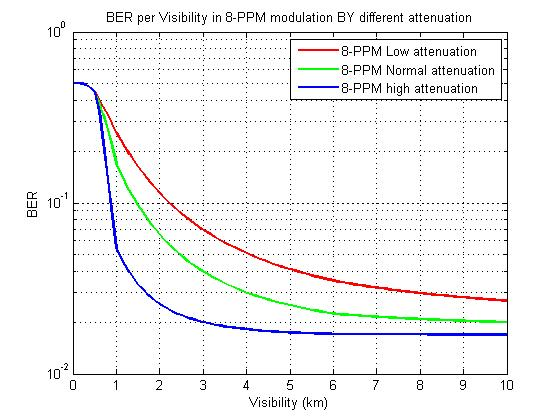 BER per Visibility in 8-PPM modulation BY different attenuation
10^0
8-PPM Low attenuation
8-PPM Normal attenuation
8-PPM high attenuation
BER
10^-1
10^-2
0 1 2 3 4 5 6 7 8 9 10
Visibility (km)